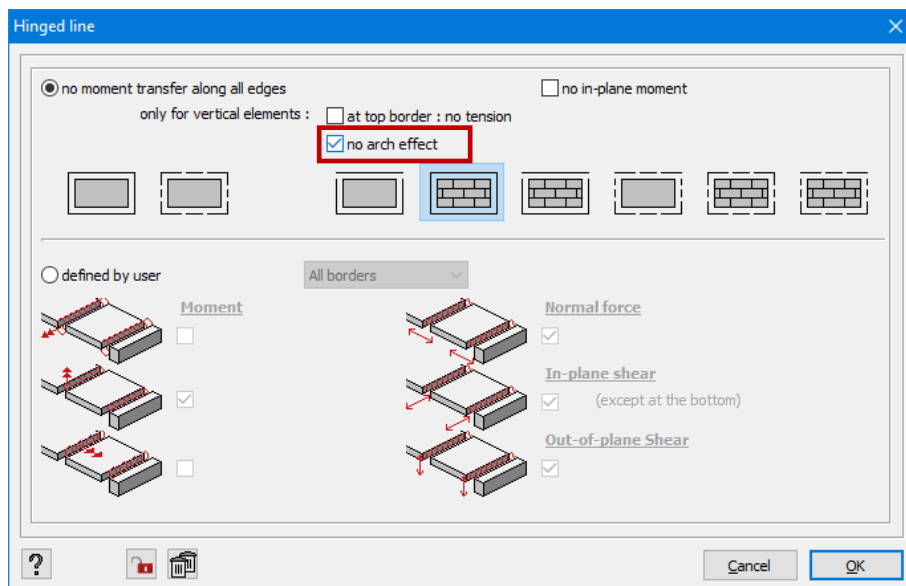 Hinged line
no moment transfer along all edges
no in-plane moment
only for vertical elements :
at top border : no tension
no arch effect
defined by user
All borders
Moment
Normal force
In-plane shear
(except at the bottom)
Out-of-plane Shear
?
Cancel
OK